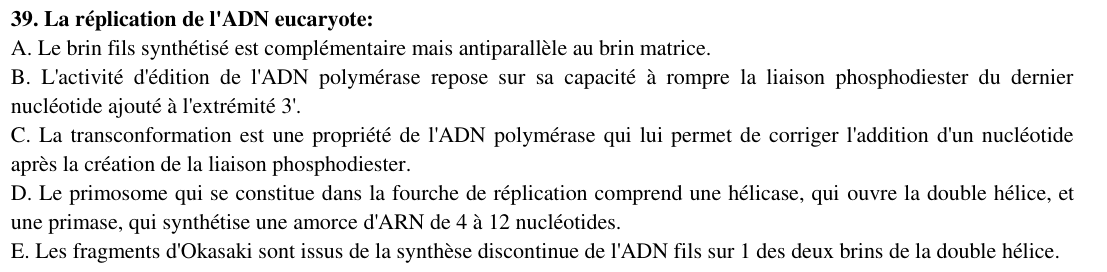 39. La réplication de l'ADN eucaryote:
A. Le brin fils synthétisé est complémentaire mais antiparallèle au brin matrice.
B. L'activité d'édition de l'ADN polymérase repose sur sa capacité à rompre la liaison phosphodiester du dernier
nucléotide ajouté à l'extrémité 3'.
C. La transconformation est une propriété de l'ADN polymérase qui lui permet de corriger l'addition d'un nucléotide
après la création de la liaison phosphodiester.
D. Le primosome qui se constitue dans la fourche de réplication comprend une hélicase, qui ouvre la double hélice, et
une primase, qui synthétise une amorce d'ARN de 4 à 12 nucléotides.
E. Les fragments d'Okasaki sont issus de la synthèse discontinue de l'ADN fils sur 1 des deux brins de la double hélice.